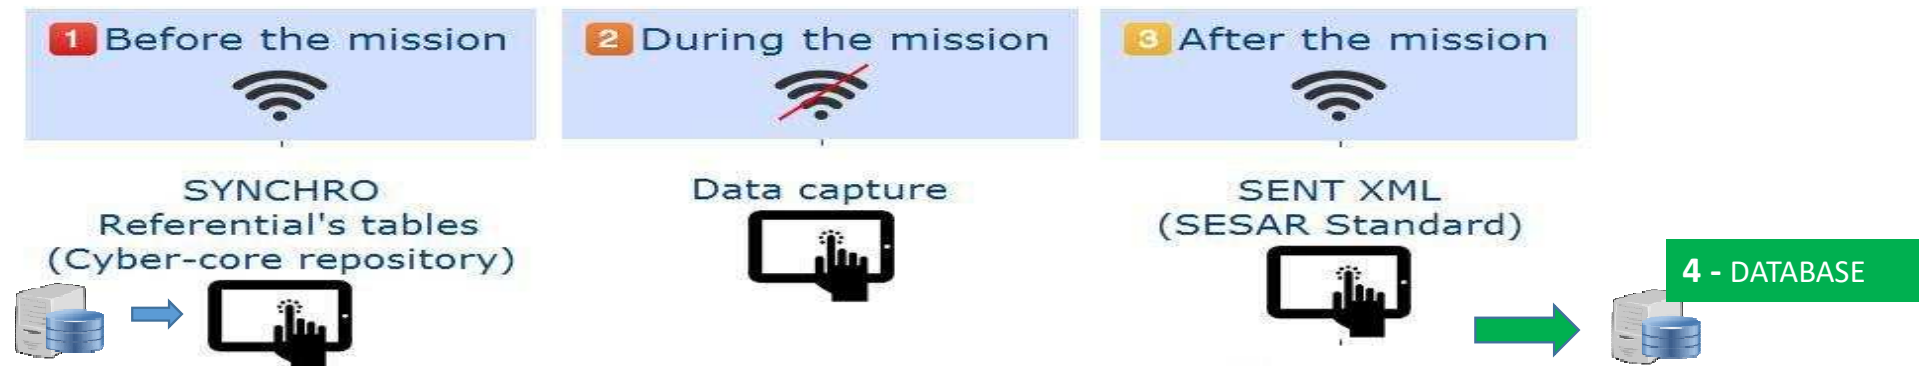 1 Before the mission
SYNCHRO
Referential's tables
(Cyber-core repository)
2 During the mission
Data capture
3 After the mission
SENT XML
(SESAR Standard)
4 - DATABASE